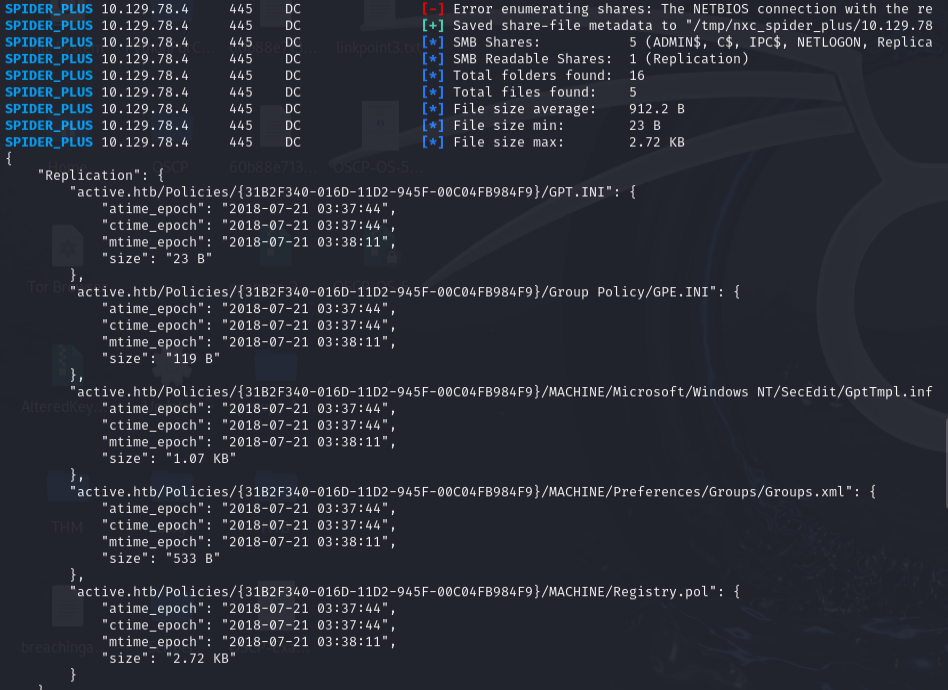 SPIDER_PLUS 10.129.78.4 445 DC [-] Error enumerating shares: The NETBIOS connection with the re
SPIDER_PLUS 10.129.78.4 445 DC [+] Saved share-file metadata to "/tmp/nxc_spider_plus/10.129.78
SPIDER_PLUS 10.129.78.4 445 DC [*] SMB Shares: 5 (ADMIN$, C$, IPC$, NETLOGON, Replica
SPIDER_PLUS 10.129.78.4 445 DC [*] SMB Readable Shares: 1 (Replication)
SPIDER_PLUS 10.129.78.4 445 DC [*] Total folders found: 16
SPIDER_PLUS 10.129.78.4 445 DC [*] Total files found: 5
SPIDER_PLUS 10.129.78.4 445 DC [*] File size average: 912.2 B
SPIDER_PLUS 10.129.78.4 445 DC [*] File size min: 23 B
SPIDER_PLUS 10.129.78.4 445 DC [*] File size max: 2.72 KB
{
"Replication": {
"active.htb/Policies/{31B2F340-016D-11D2-945F-00C04FB984F9}/GPT.INI": {
"atime_epoch": "2018-07-21 03:37:44",
"ctime_epoch": "2018-07-21 03:37:44",
"mtime_epoch": "2018-07-21 03:38:11",
"size": "23 B"
},
"active.htb/Policies/{31B2F340-016D-11D2-945F-00C04FB984F9}/Group Policy/GPE.INI": {
"atime_epoch": "2018-07-21 03:37:44",
"ctime_epoch": "2018-07-21 03:37:44",
"mtime_epoch": "2018-07-21 03:38:11",
"size": "119 B"
},
"active.htb/Policies/{31B2F340-016D-11D2-945F-00C04FB984F9}/MACHINE/Microsoft/Windows NT/SecEdit/GptTmpl.inf
"atime_epoch": "2018-07-21 03:37:44",
"ctime_epoch": "2018-07-21 03:37:44",
"mtime_epoch": "2018-07-21 03:38:11",
"size": "1.07 KB"
},
"active.htb/Policies/{31B2F340-016D-11D2-945F-00C04FB984F9}/MACHINE/Preferences/Groups/Groups.xml": {
"atime_epoch": "2018-07-21 03:37:44",
"ctime_epoch": "2018-07-21 03:37:44",
"mtime_epoch": "2018-07-21 03:38:11",
"size": "533 B"
},
"active.htb/Policies/{31B2F340-016D-11D2-945F-00C04FB984F9}/MACHINE/Registry.pol": {
"atime_epoch": "2018-07-21 03:37:44",
"ctime_epoch": "2018-07-21 03:37:44",
"mtime_epoch": "2018-07-21 03:38:11",
"size": "2.72 KB"
}
linkpoint3.txt
Home
OSCP
60b88e713...
OSCP-OS-5...
AlteredKey...
THM
breachinga...